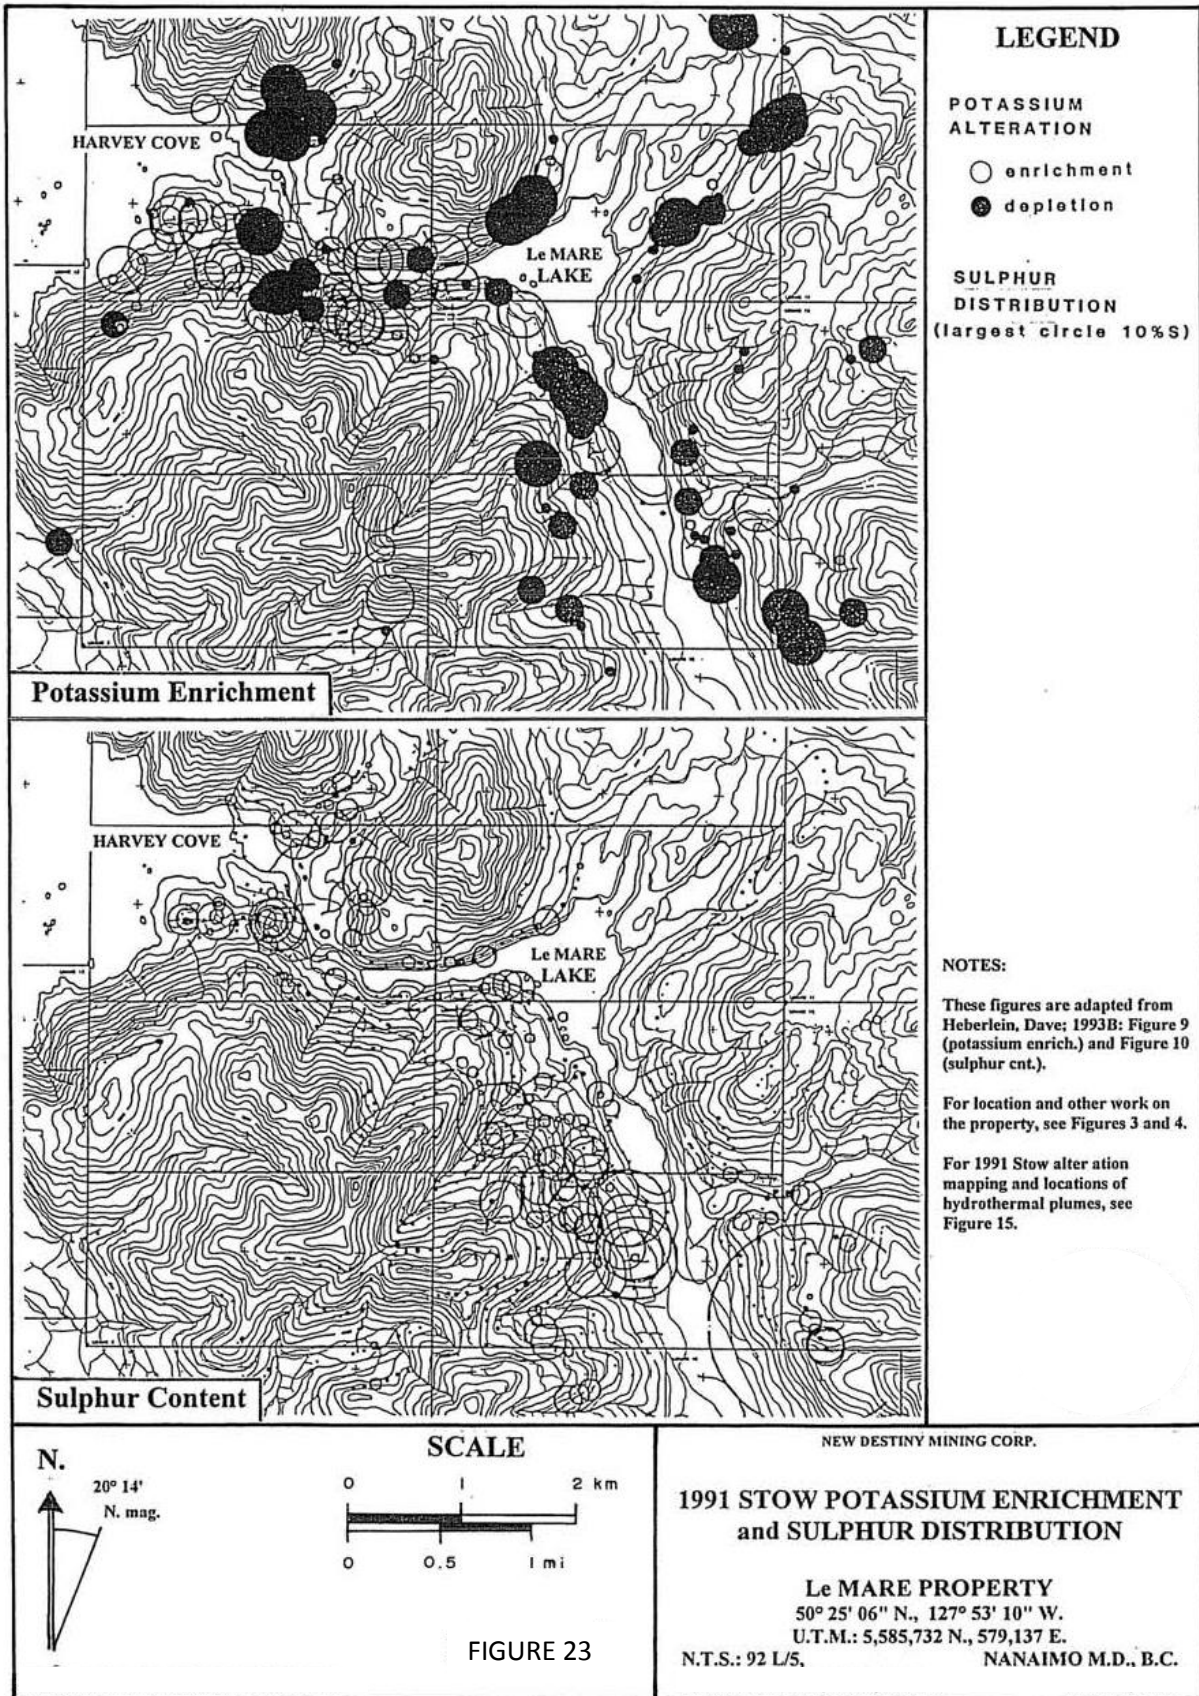 HARVEY COVE
Le MARE
LAKE
Potassium Enrichment
LEGEND
POTASSIUM
ALTERATION
enrichment
depletion
SULPHUR
DISTRIBUTION
(largest circle 10%S)
HARVEY COVE
Le MARE
LAKE
Sulphur Content
NOTES:
These figures are adapted from
Heberlein, Dave; 1993B: Figure 9
(potassium enrich.) and Figure 10
(sulphur cnt.).
For location and other work on
the property, see Figures 3 and 4.
For 1991 Stow alter ation
mapping and locations of
hydrothermal plumes, see
Figure 15.
N.
20° 14'
N. mag.
SCALE
0 1 2 km
0 0.5 1 mi
FIGURE 23
NEW DESTINY MINING CORP.
1991 STOW POTASSIUM ENRICHMENT
and SULPHUR DISTRIBUTION
Le MARE PROPERTY
50° 25' 06" N., 127° 53' 10" W.
U.T.M.: 5,585,732 N., 579,137 E.
N.T.S.: 92 L/5, NANAIMO M.D., B.C.